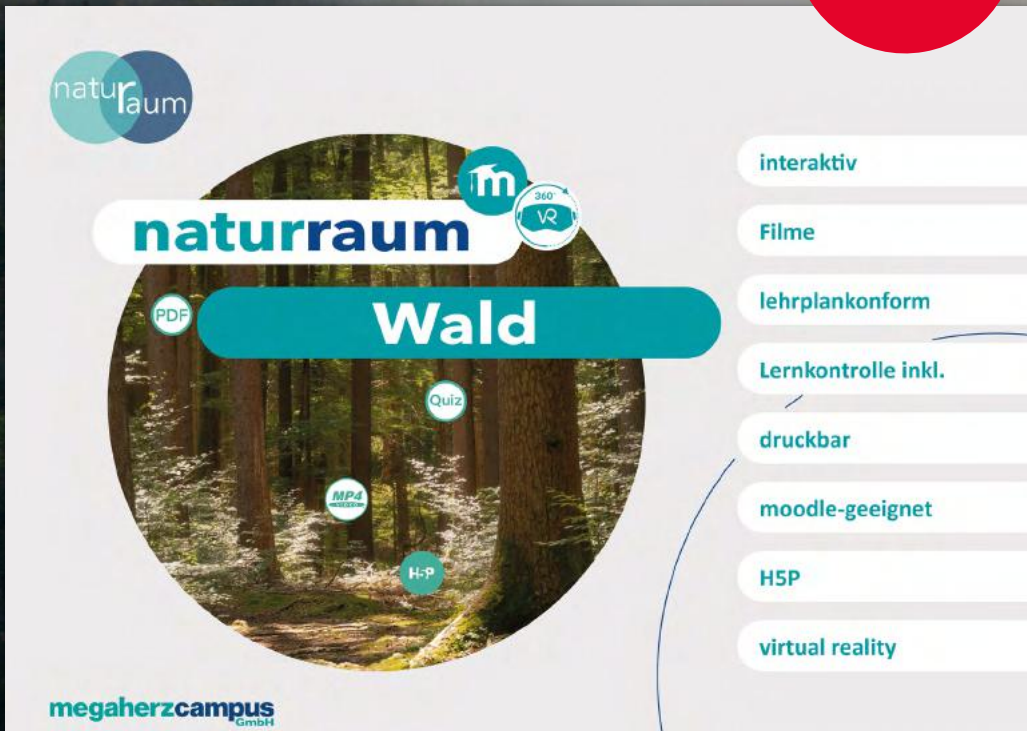 naturraum
naturraum
m
360°
VR
Wald
PDF
Quiz
MP4
VIDEO
H-P
interaktiv
Filme
lehrplankonform
Lernkontrolle inkl.
druckbar
moodle-geeignet
H5P
virtual reality
megaherzcampus
GmbH